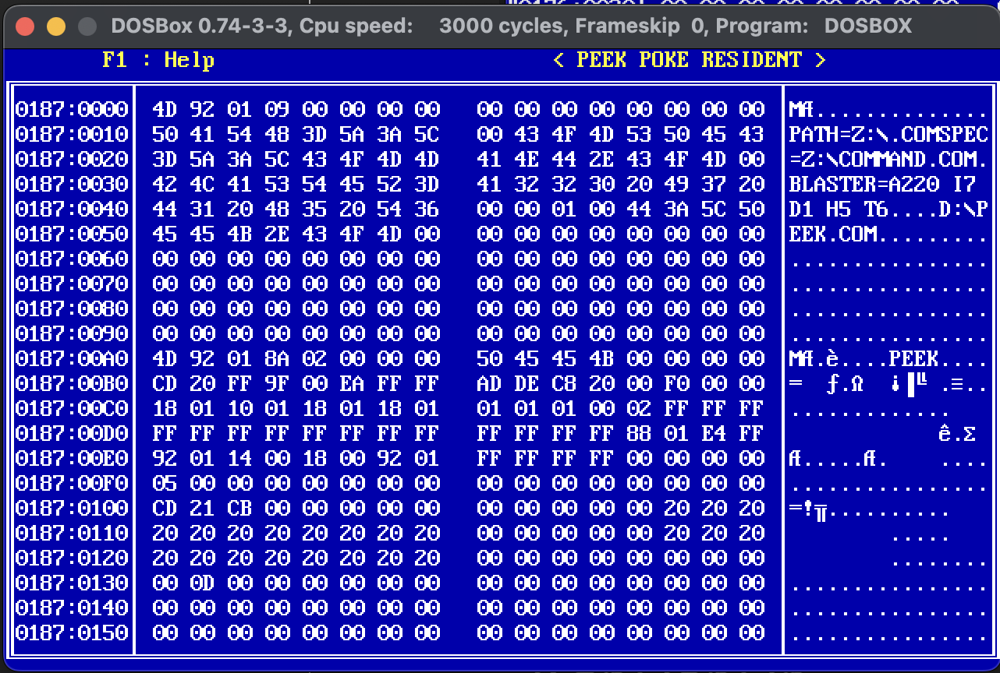 DOSBox 0.74-3-3, Cpu speed: 3000 cycles, Frameskip 0, Program: DOSBOX
F1 : Help < PEEK POKE RESIDENT >
0187:0000 4D 92 01 09 00 00 00 00 00 00 00 00 00 00 00 00 MÆ..............
0187:0010 50 41 54 48 3D 5A 3A 5C 00 43 4F 4D 53 50 45 43 PATH=Z:\.COMSPEC
0187:0020 3D 5A 3A 5C 43 4F 4D 4D 41 4E 44 2E 43 4F 4D 00 =Z:\COMMAND.COM.
0187:0030 42 4C 41 53 54 45 52 3D 41 32 32 30 20 49 37 20 BLASTER=A220 I7
0187:0040 44 31 20 48 35 20 54 36 00 00 01 00 44 3A 5C 50 D1 H5 T6....D:\P
0187:0050 45 45 4B 2E 43 4F 4D 00 00 00 00 00 00 00 00 00 EEK.COM.........
0187:0060 00 00 00 00 00 00 00 00 00 00 00 00 00 00 00 00 ................
0187:0070 00 00 00 00 00 00 00 00 00 00 00 00 00 00 00 00 ................
0187:0080 00 00 00 00 00 00 00 00 00 00 00 00 00 00 00 00 ................
0187:0090 00 00 00 00 00 00 00 00 00 00 00 00 00 00 00 00 ................
0187:00A0 4D 92 01 8A 02 00 00 00 50 45 45 4B 00 00 00 00 MÆ.è....PEEK....
0187:00B0 CD 20 FF 9F 00 EA FF FF AD DE C8 20 00 F0 00 00 ═ ƒ.Ω ¡▐╚ .≡..
0187:00C0 18 01 10 01 18 01 18 01 01 01 01 00 02 FF FF FF .............
0187:00D0 FF FF FF FF FF FF FF FF FF FF FF FF 88 01 E4 FF ê.Σ
0187:00E0 92 01 14 00 18 00 92 01 FF FF FF FF 00 00 00 00 Æ.....Æ. ....
0187:00F0 05 00 00 00 00 00 00 00 00 00 00 00 00 00 00 00 ................
0187:0100 CD 21 CB 00 00 00 00 00 00 00 00 00 00 20 20 20 ═!╦..........
0187:0110 20 20 20 20 20 20 20 20 00 00 00 00 00 20 20 20 .....
0187:0120 20 20 20 20 20 20 20 20 00 00 00 00 00 00 00 00 ........
0187:0130 00 0D 00 00 00 00 00 00 00 00 00 00 00 00 00 00 ................
0187:0140 00 00 00 00 00 00 00 00 00 00 00 00 00 00 00 00 ................
0187:0150 00 00 00 00 00 00 00 00 00 00 00 00 00 00 00 00 ................